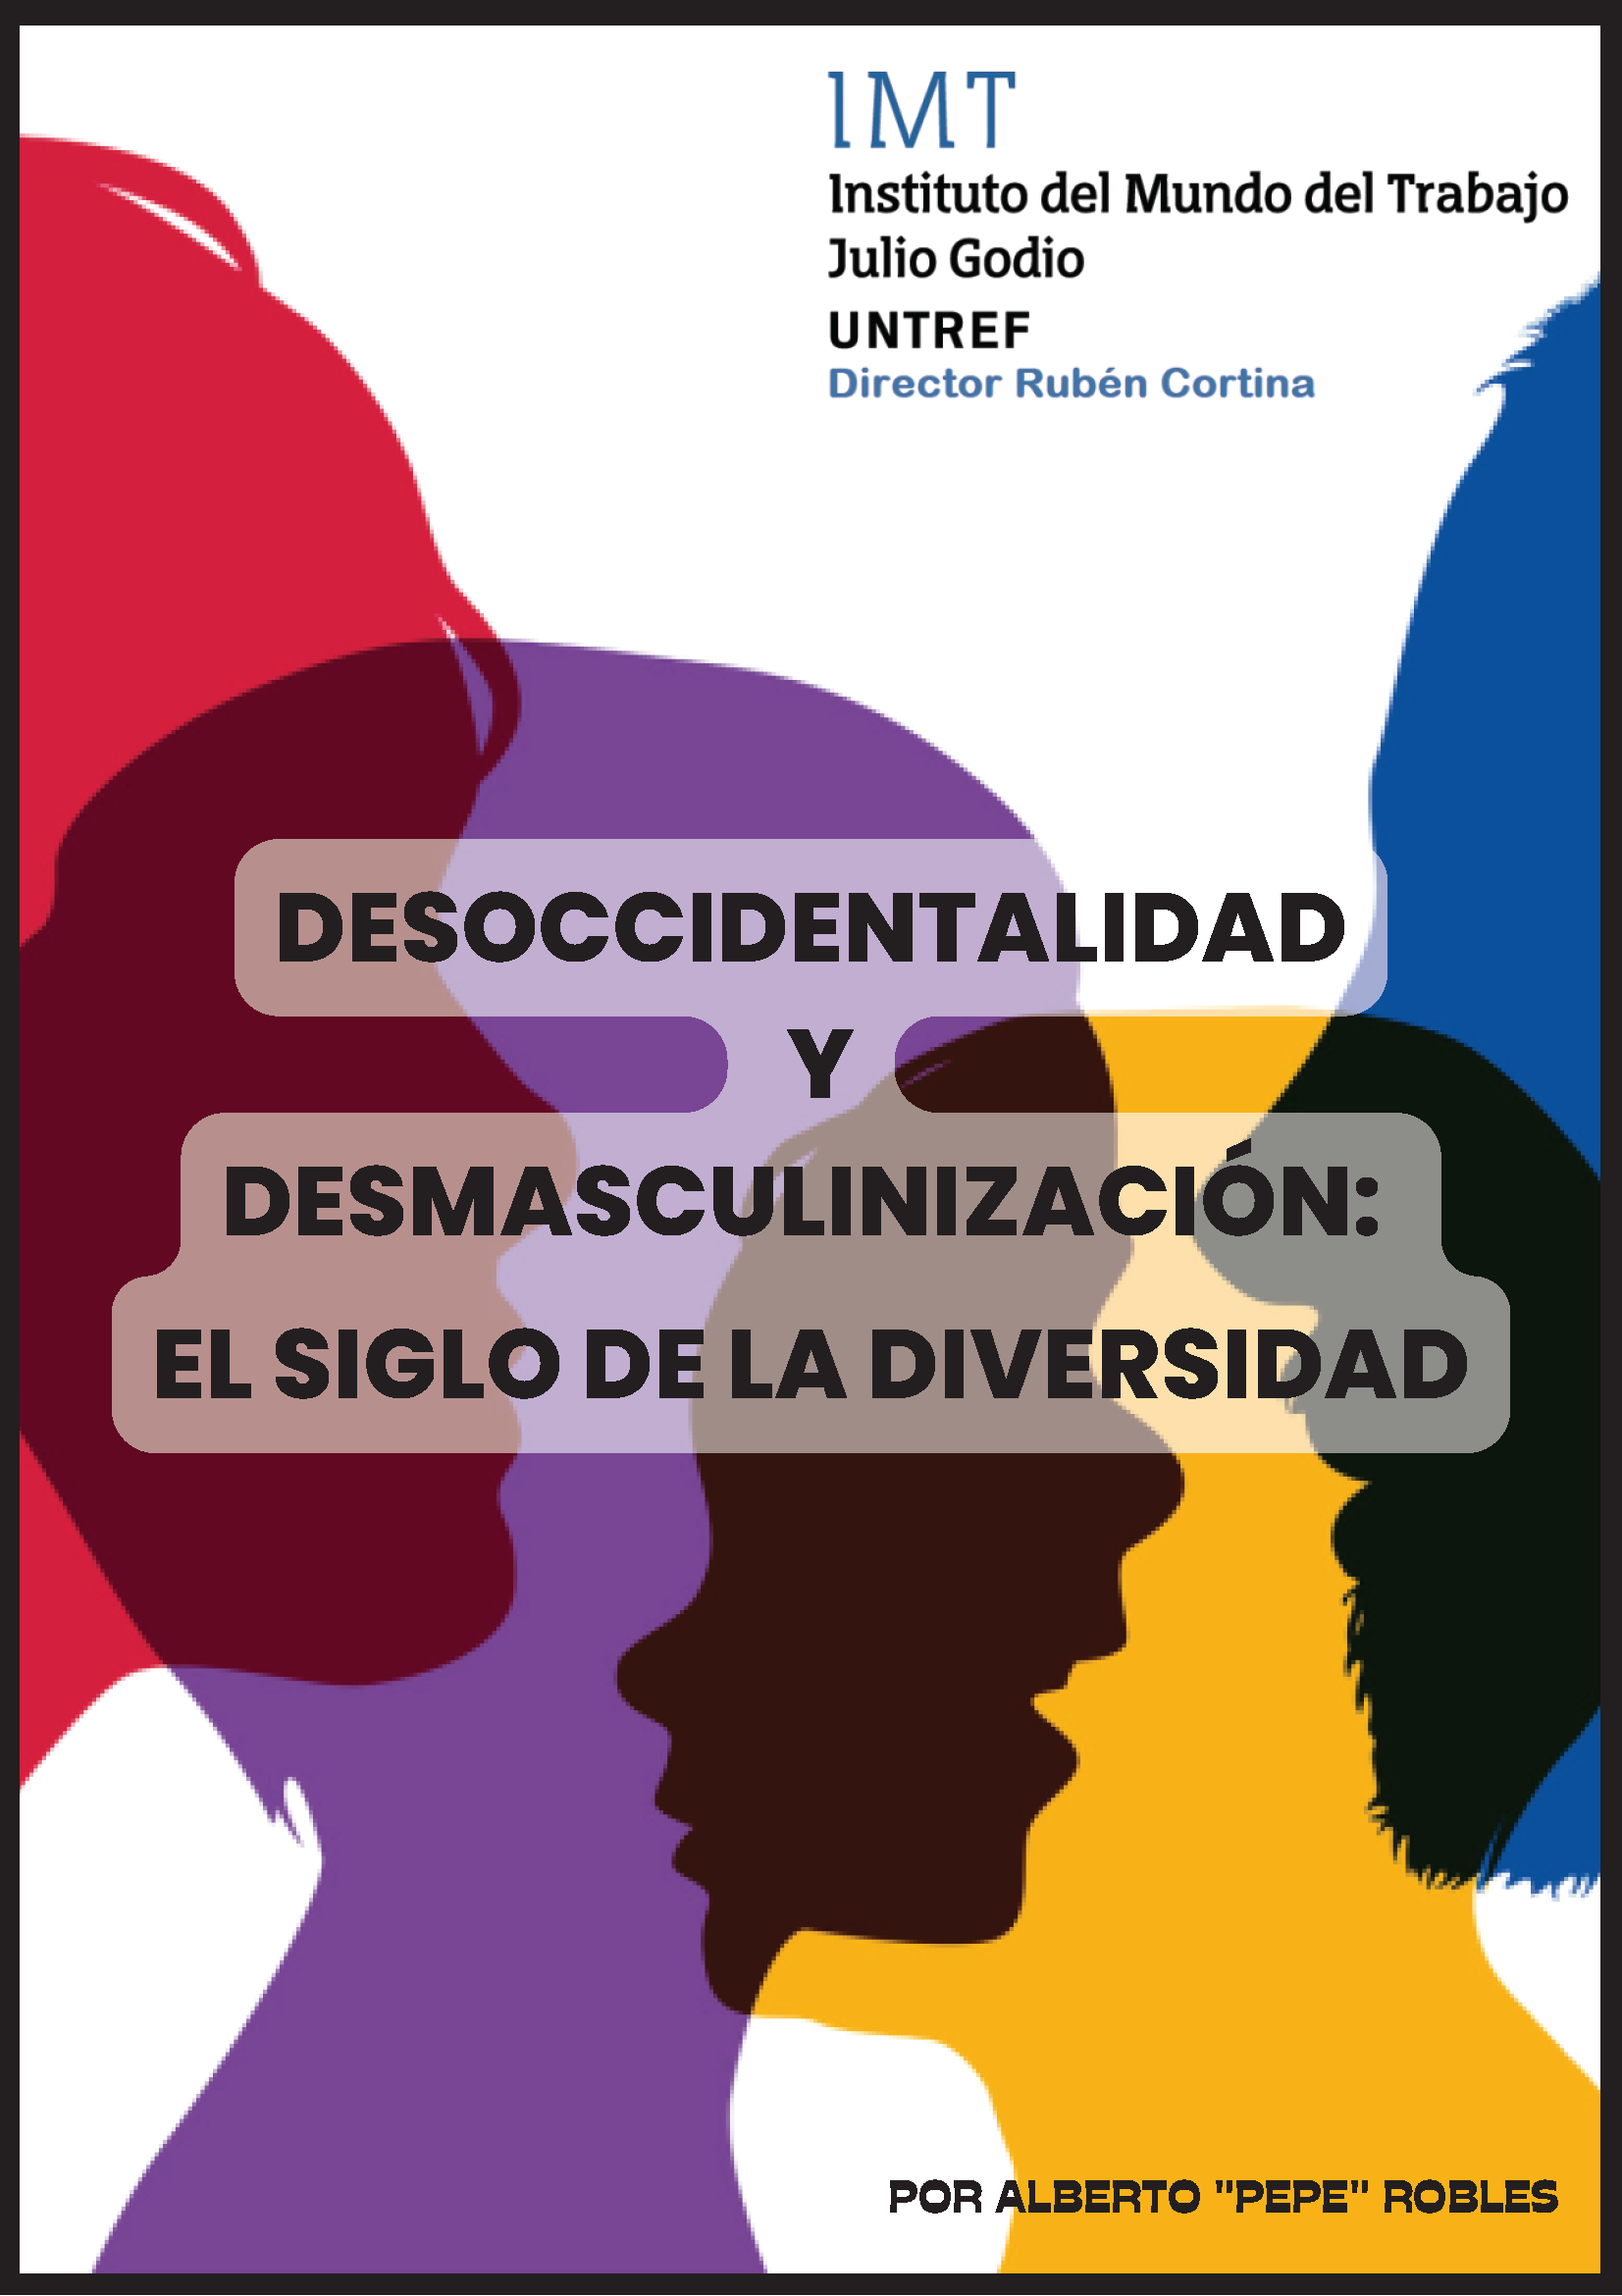 IMT
Instituto del Mundo del Trabajo
Julio Godio
UNTREF
Director Rubén Cortina
DESOCCIDENTALIDAD
Y
DESMASCULINIZACIÓN:
EL SIGLO DE LA DIVERSIDAD
POR ALBERTO "PEPE" ROBLES